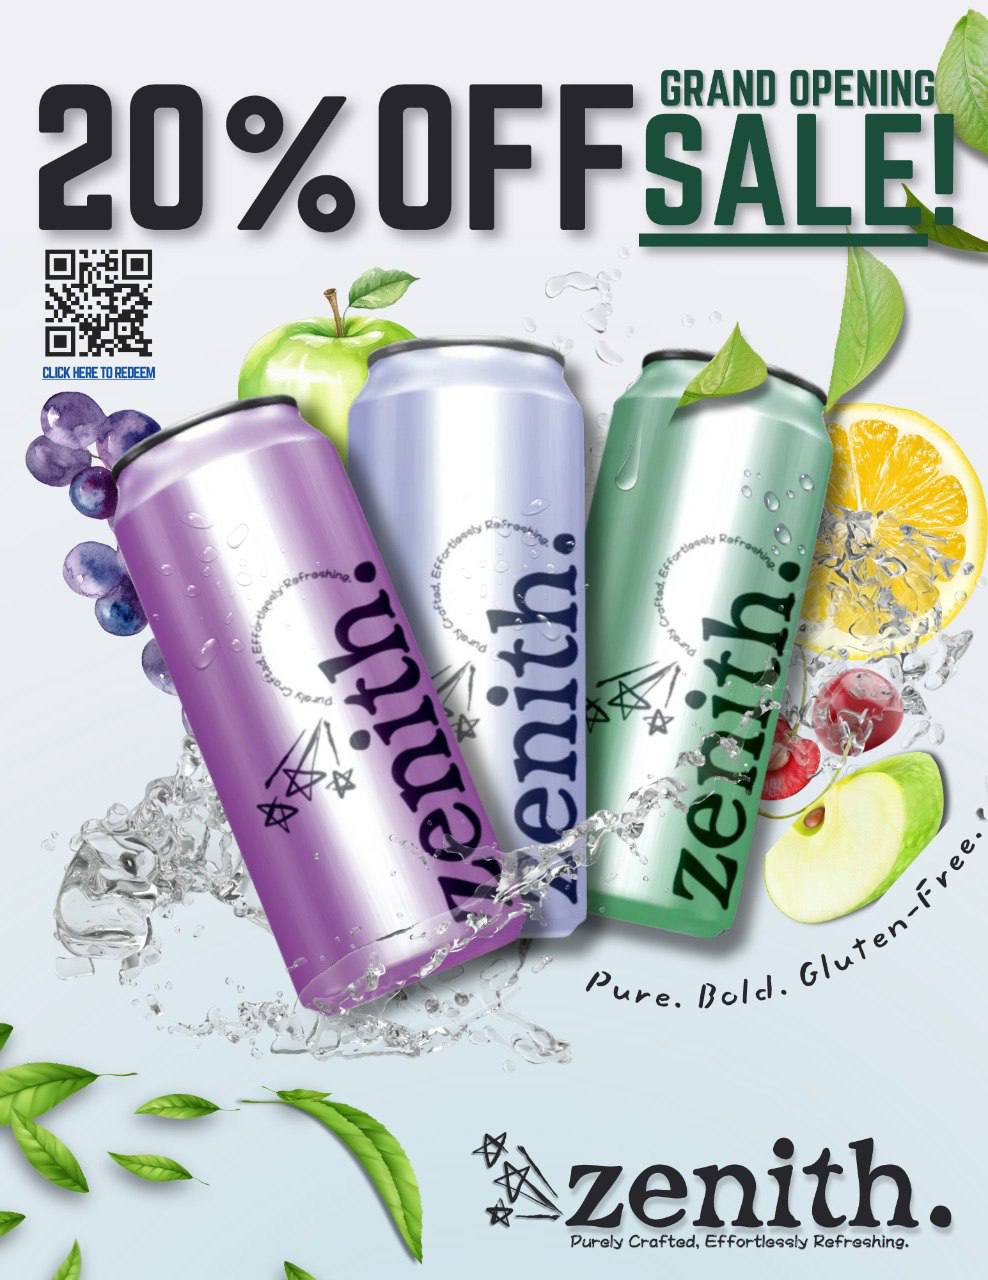 20% OFF
GRAND OPENING
SALE!
CLICK HERE TO REDEEM
Purely Crafted, Effortlessly Refreshing.
zenith.
Purely Crafted, Effortlessly Refreshing.
zenith.
Purely Crafted, Effortlessly Refreshing.
zenith.
Pure. Bold. Gluten-Free.
zenith.
Purely Crafted, Effortlessly Refreshing.